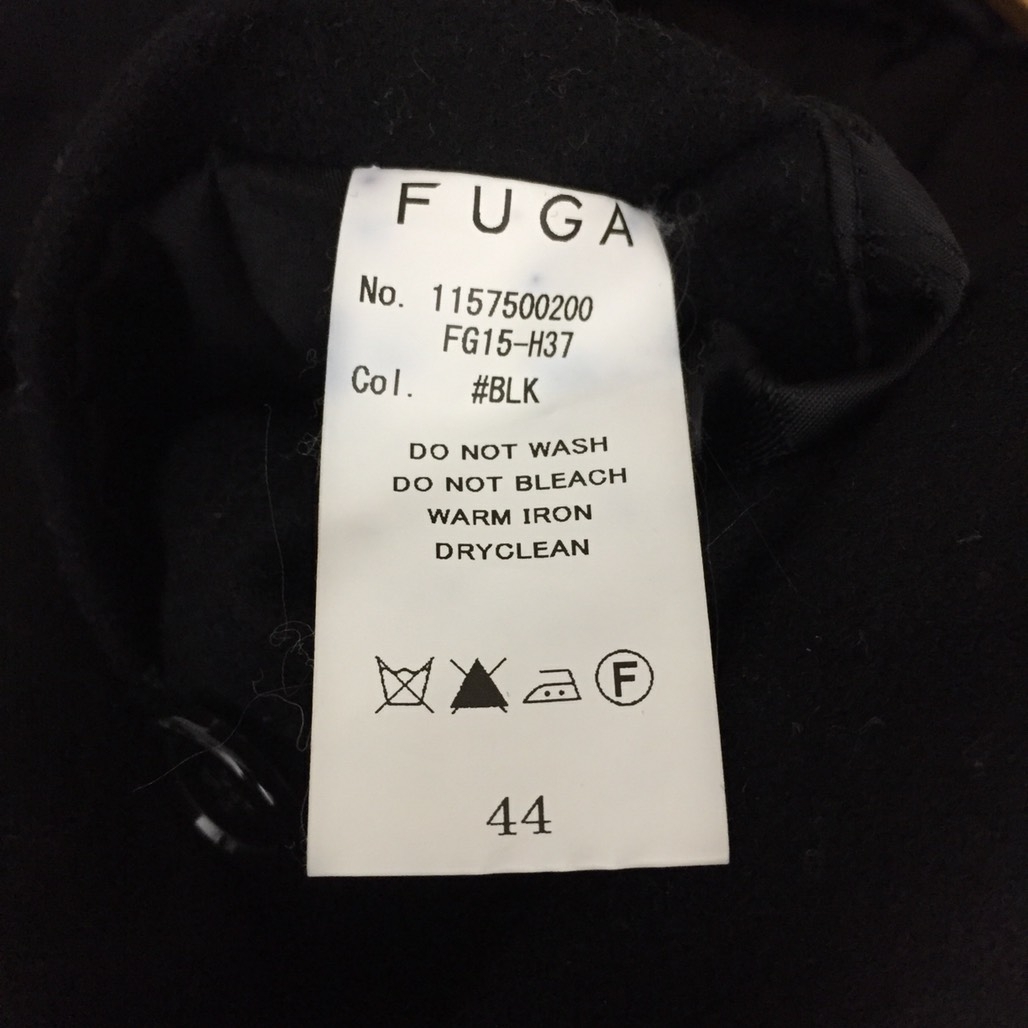 FUGA
No. 1157500200
FG15-H37
Col. #BLK
DO NOT WASH
DO NOT BLEACH
WARM IRON
DRYCLEAN
F
44